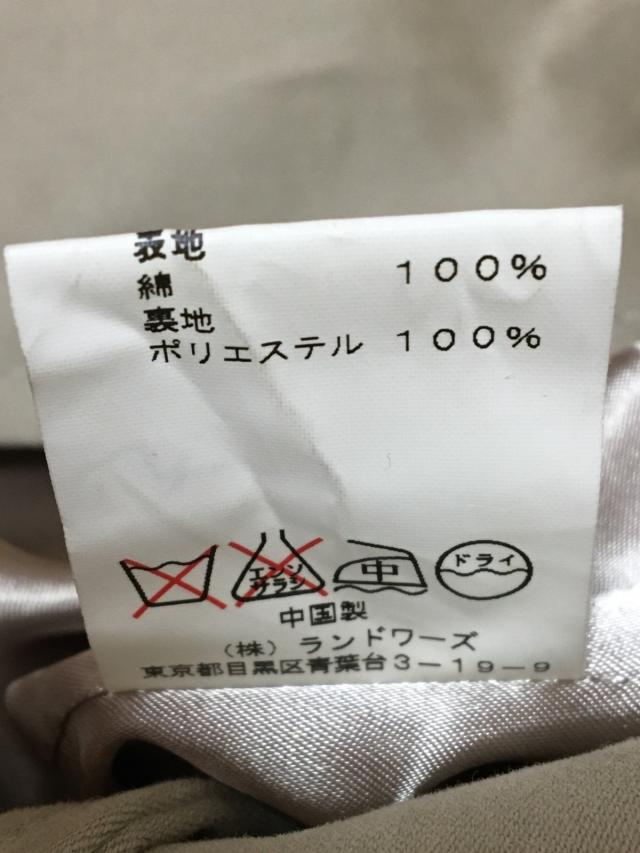 表地
綿 100%
裏地
ポリエステル 100%
エンソサラシ
中
ドライ
中国製
(株) ランドワーズ
東京都目黒区青葉台3-19-9